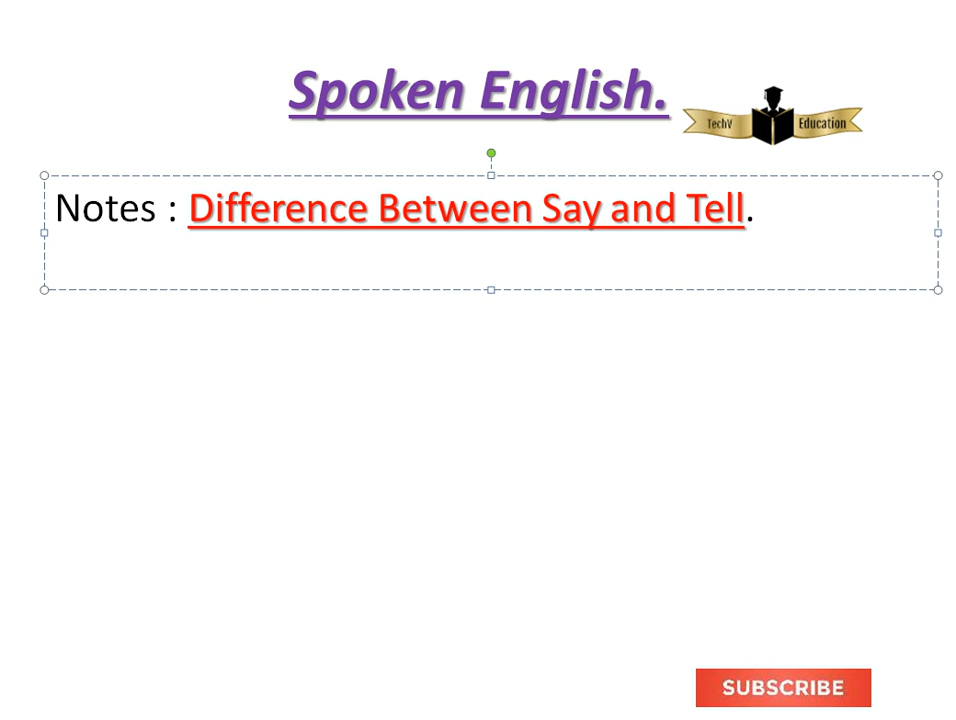 Spoken English.
TechV Education
Notes : Difference Between Say and Tell.
SUBSCRIBE